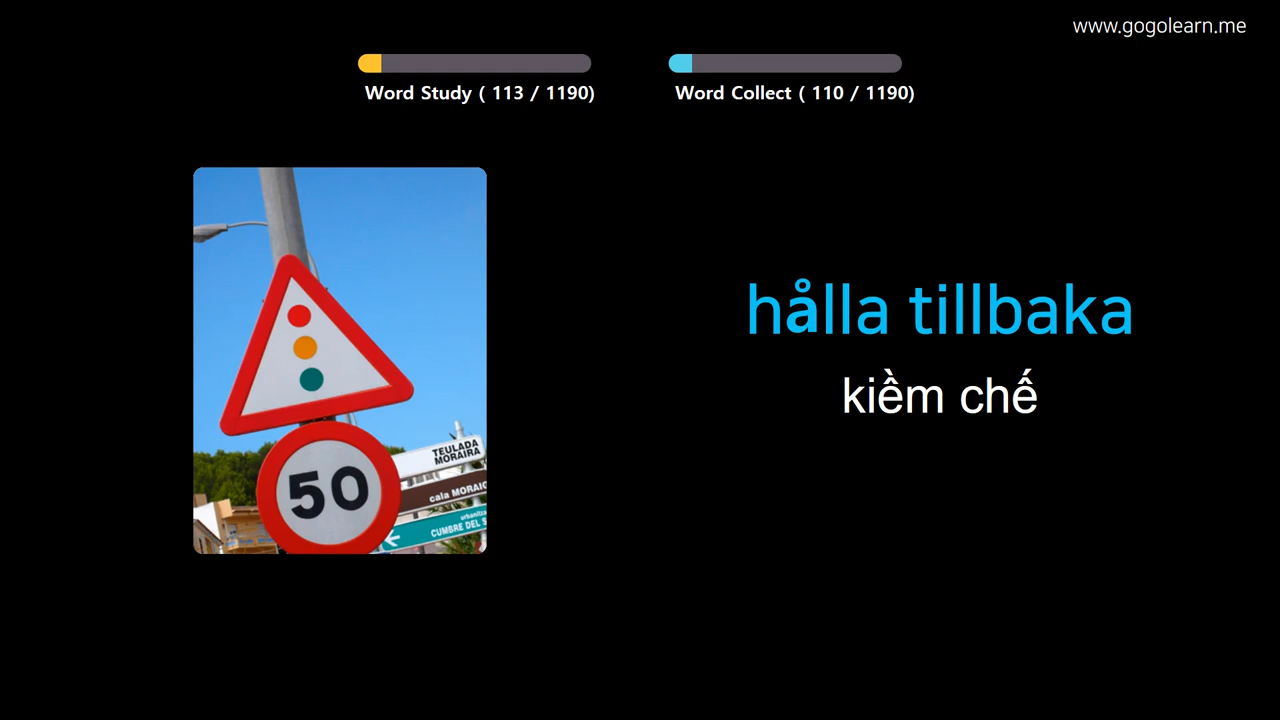 www.gogolearn.me
Word Study ( 113 / 1190)
Word Collect ( 110 / 1190)
hålla tillbaka
kiềm chế
TEULADA
MORAIRA
cala
urbanitza
CUMBRE DEL
50